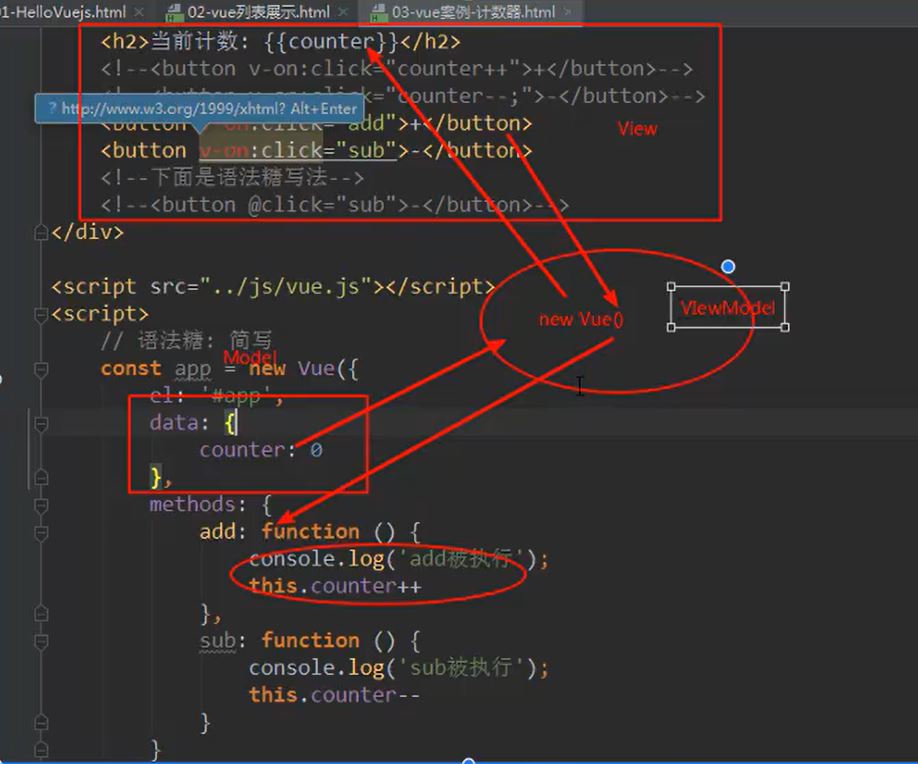 01-HelloVuejs.html × 02-vue列表展示.html × 03-vue案例-计数器.html ×
<h2>当前计数: {{counter}}</h2>
<!--<button v-on:click="counter++">+</button>-->
click="counter--;">-</button>-->
? http://www.w3.org/1999/xhtml? Alt+Enter
<button v-on:click="add">+</button>
View
<button v-on:click="sub">-</button>
<!--下面是语法糖写法-->
<!--<button @click="sub">-</button>-->
</div>
<script src="../js/vue.js"></script>
<script>
new Vue()
VIewModel
// 语法糖: 简写
Model
const app = new Vue({
el: '#app',
data: {
counter: 0
},
methods: {
add: function () {
console.log('add被执行');
this.counter++
},
sub: function () {
console.log('sub被执行');
this.counter--
}
}